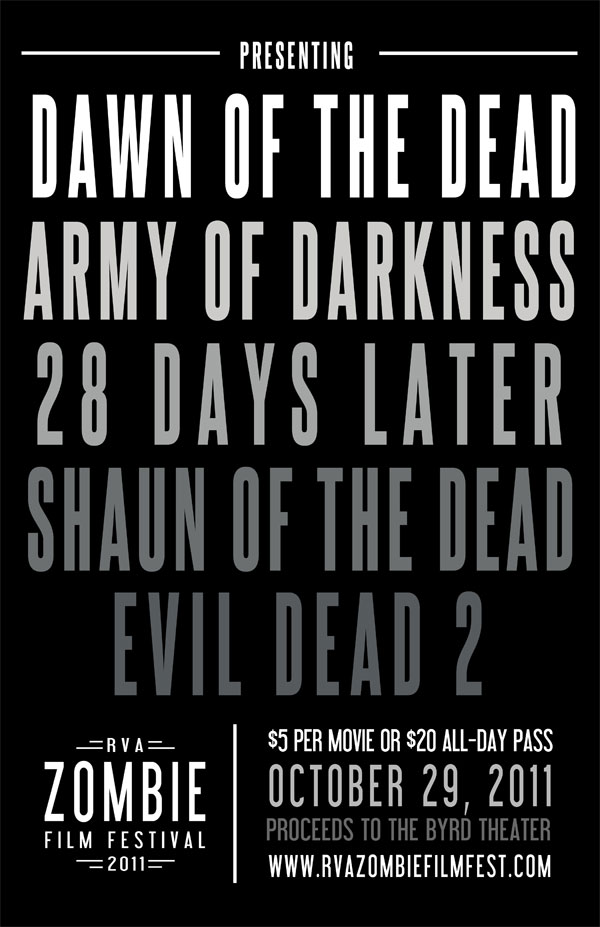 PRESENTING
DAWN OF THE DEAD
ARMY OF DARKNESS
28 DAYS LATER
SHAUN OF THE DEAD
EVIL DEAD 2
RVA
ZOMBIE
FILM FESTIVAL
2011
$5 PER MOVIE OR $20 ALL-DAY PASS
OCTOBER 29, 2011
PROCEEDS TO THE BYRD THEATER
WWW.RVAZOMBIEFILMFEST.COM